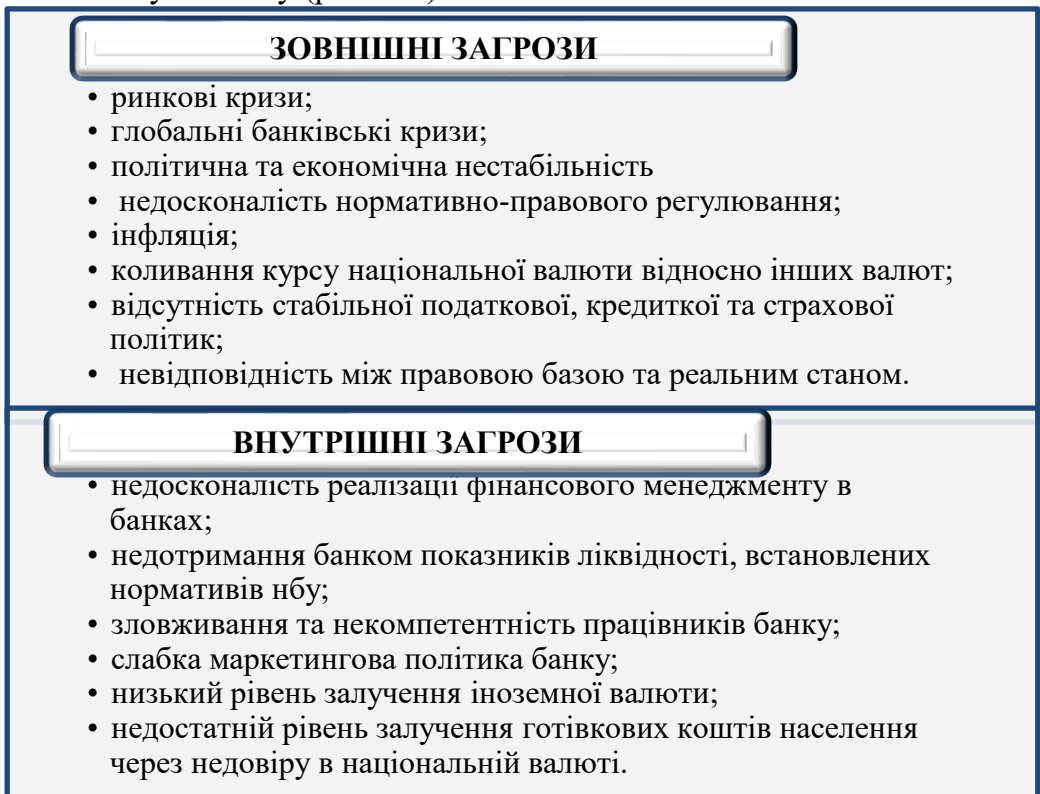 ЗОВНІШНІ ЗАГРОЗИ
• ринкові кризи;
• глобальні банківські кризи;
• політична та економічна нестабільність
• недосконалість нормативно-правового регулювання;
• інфляція;
• коливання курсу національної валюти відносно інших валют;
• відсутність стабільної податкової, кредиткої та страхової
політик;
• невідповідність між правовою базою та реальним станом.
ВНУТРІШНІ ЗАГРОЗИ
• недосконалість реалізації фінансового менеджменту в
банках;
• недотримання банком показників ліквідності, встановлених
нормативів нбу;
• зловживання та некомпетентність працівників банку;
• слабка маркетингова політика банку;
• низький рівень залучення іноземної валюти;
• недостатній рівень залучення готівкових коштів населення
через недовіру в національній валюті.